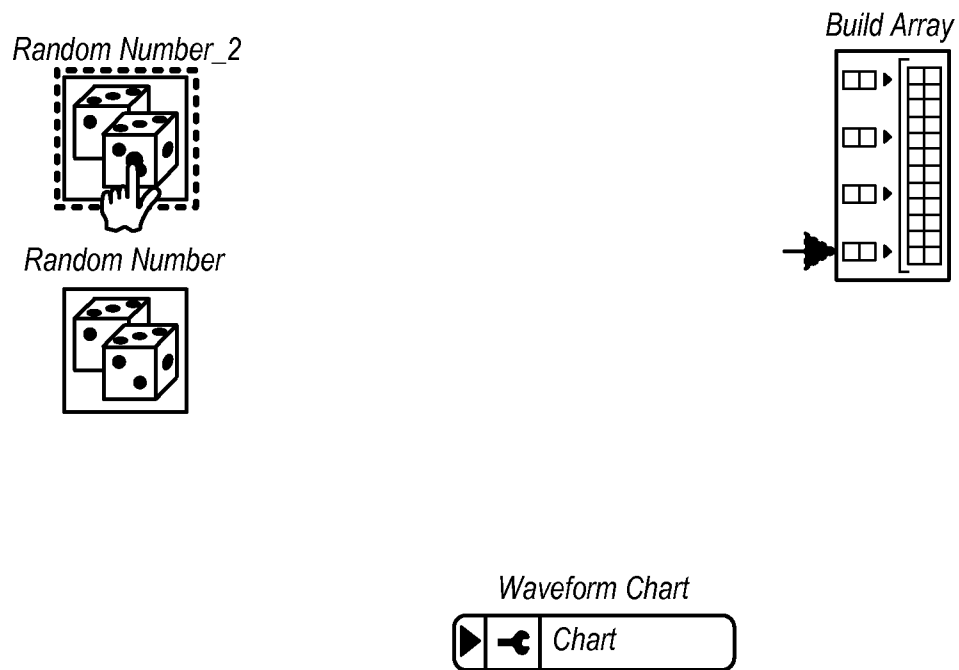 Build Array
Random Number_2
Random Number
Waveform Chart
Chart